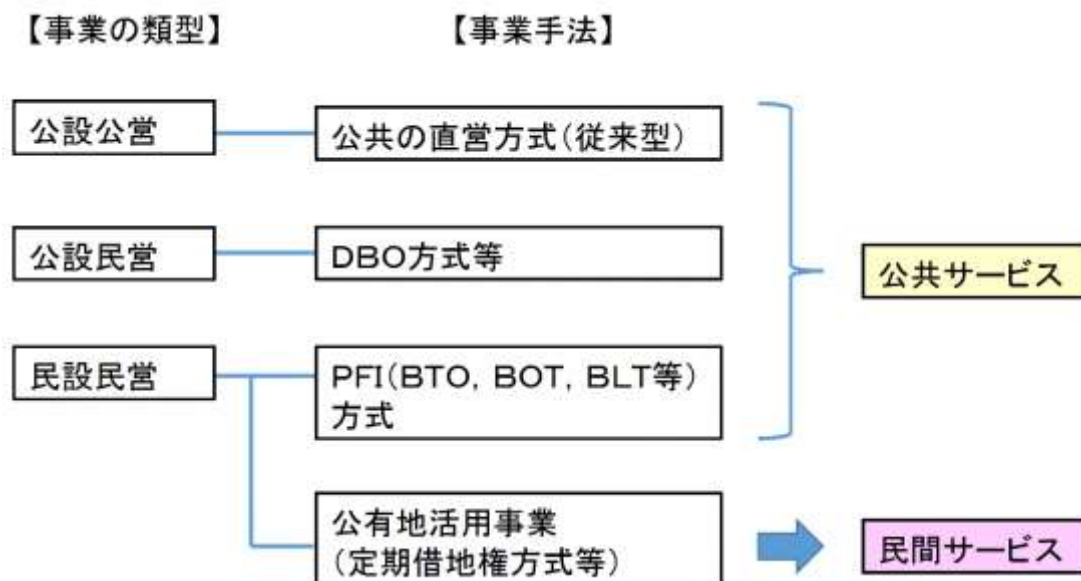 【事業の類型】 【事業手法】
公設公営 公共の直営方式(従来型)
公設民営 DBO方式等
公共サービス
民設民営 PFI(BTO, BOT, BLT等)
方式
公有地活用事業
(定期借地権方式等)
民間サービス